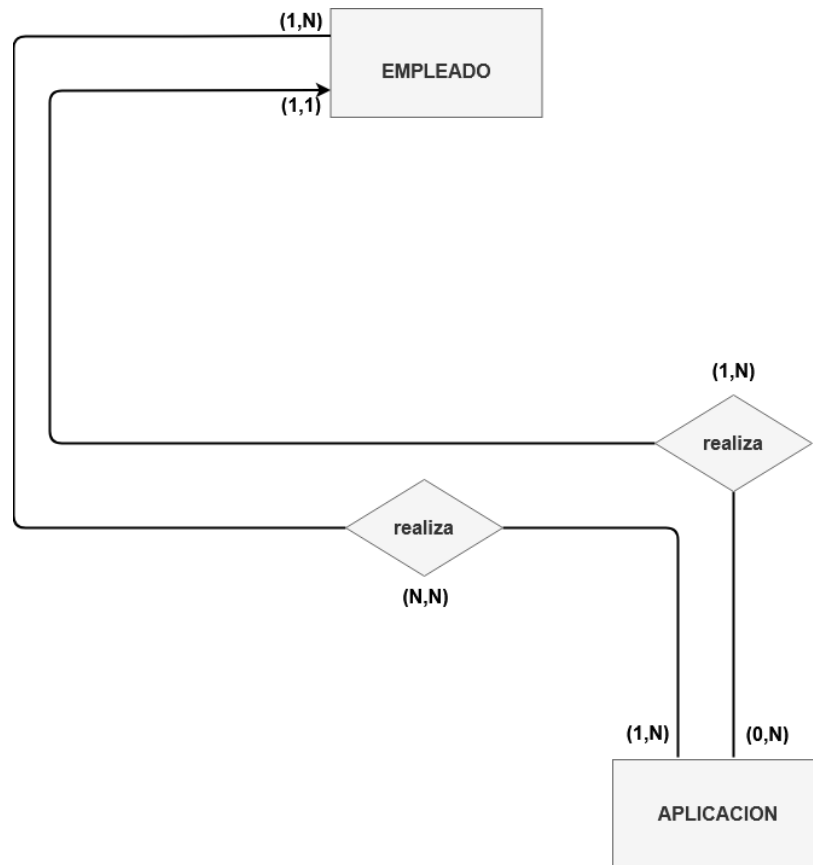 (1,N)
EMPLEADO
(1,1)
(1,N)
realiza
realiza
(N,N)
(1,N)
(0,N)
APLICACION